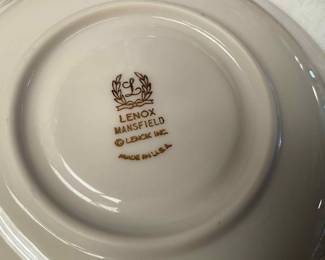 L
LENOX
MANSFIELD
© LENOX INC.
MADE IN U.S.A.